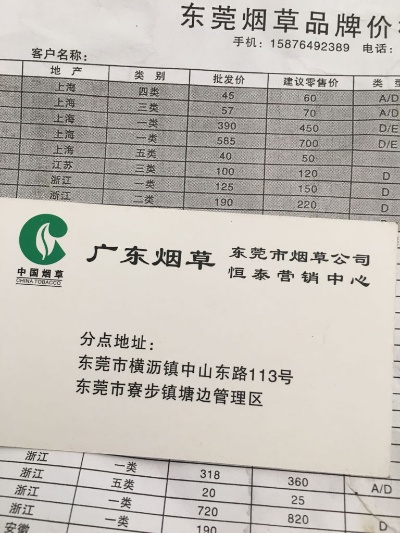 东莞烟草品牌价
手机：15876492389 电话：
客户名称：
地 产 类 别 批发价 建议零售价 类 型
上海 四类 45 60 A/D
上海 三类 57 70 A/D
上海 一类 390 450 D/E
上海 一类 585 700 D/E
上海 五类 40 50
江苏 三类 100 120 D
浙江 一类 125 150 D
浙江 二类 190 220 D
中国烟草
CHINA TOBACCO
广东烟草
东莞市烟草公司
恒泰营销中心
分点地址：
东莞市横沥镇中山东路113号
东莞市寮步镇塘边管理区
浙江 一类 318 360 A/D
浙江 五类 20 25
浙江 一类 720 820 D
安徽 一类 190